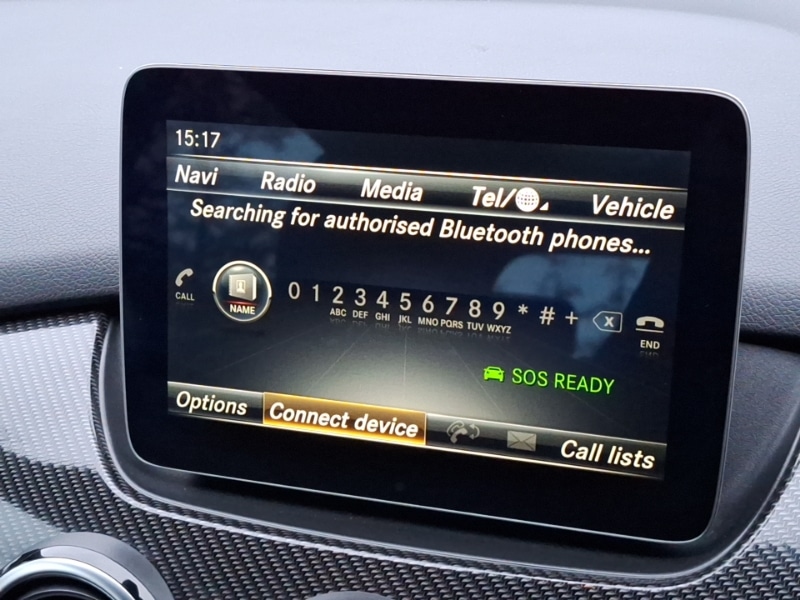 15:17
Navi Radio Media Tel/ Vehicle
Searching for authorised Bluetooth phones...
CALL NAME 0 1 2 3 4 5 6 7 8 9 * # + X END
ABC DEF GHI JKL MNO PQRS TUV WXYZ
SOS READY
Options Connect device Call lists